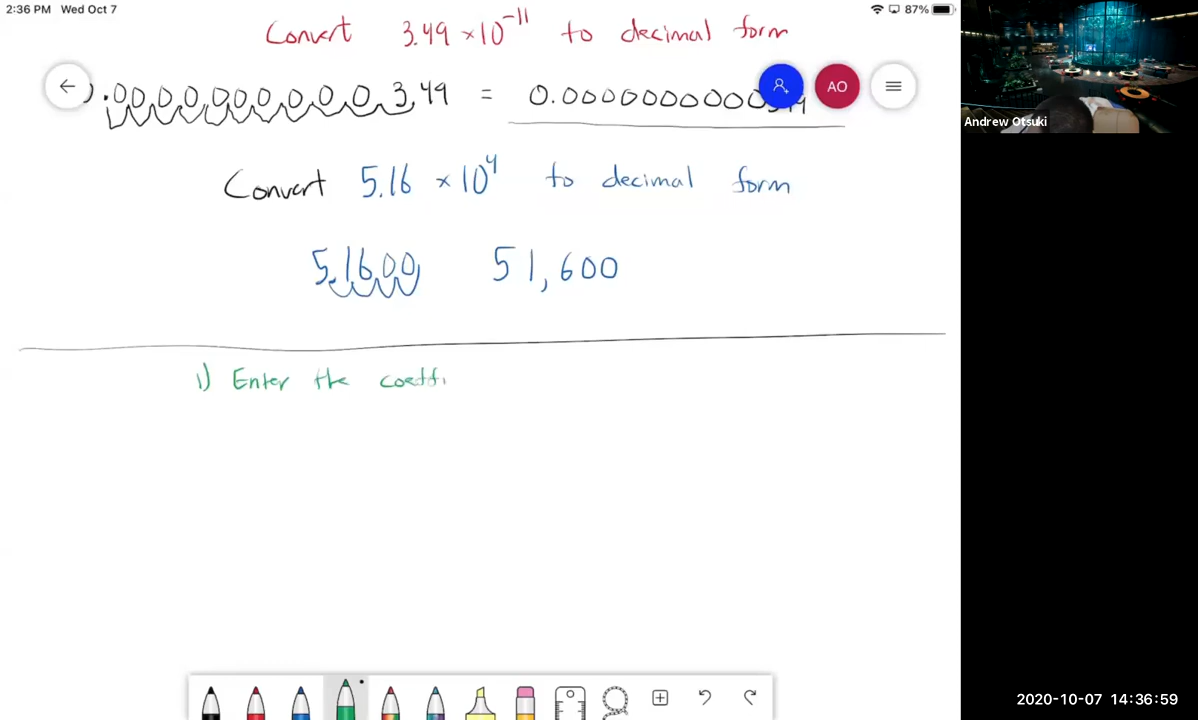 2:36 PM Wed Oct 7
87%
Convert 3.49 ×10⁻¹¹ to decimal form
.00000000003.49 = 0.0000000000349
AO
Andrew Otsuki
Convert 5.16 ×10⁴ to decimal form
5.1600 51,600
1) Enter the coeffi
2020-10-07 14:36:59